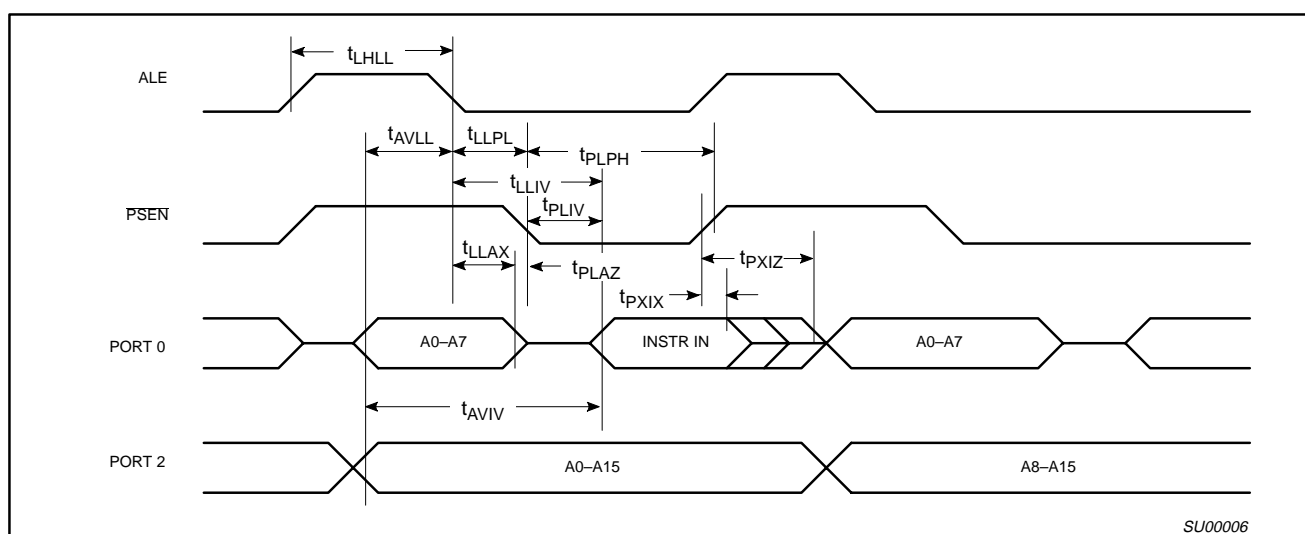 tLHLL
ALE
tAVLL tLLPL tPLPH
tLLIV
PSEN
tPLIV
tLLAX tPLAZ tPXIZ
tPXIX
PORT 0 A0–A7 INSTR IN A0–A7
tAVIV
PORT 2 A0–A15 A8–A15
SU00006